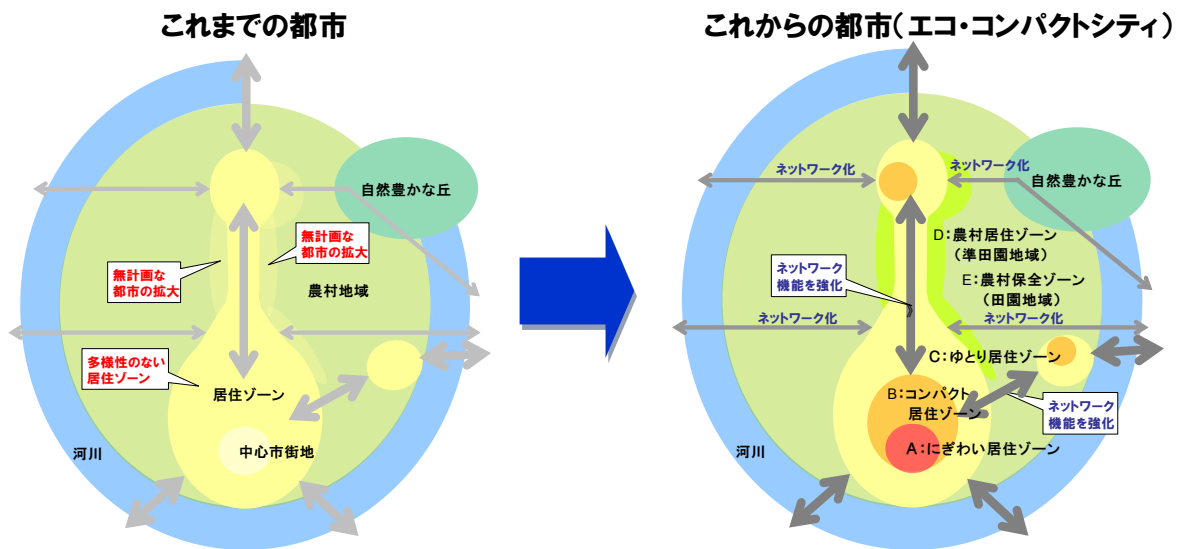 これまでの都市
自然豊かな丘
無計画な
都市の拡大
無計画な
都市の拡大
農村地域
多様性のない
居住ゾーン
居住ゾーン
中心市街地
河川
これからの都市(エコ・コンパクトシティ)
ネットワーク化
ネットワーク化
自然豊かな丘
D:農村居住ゾーン
(準田園地域)
ネットワーク
機能を強化
E:農村保全ゾーン
(田園地域)
ネットワーク化
ネットワーク化
C:ゆとり居住ゾーン
B:コンパクト
居住ゾーン
ネットワーク
機能を強化
A:にぎわい居住ゾーン
河川